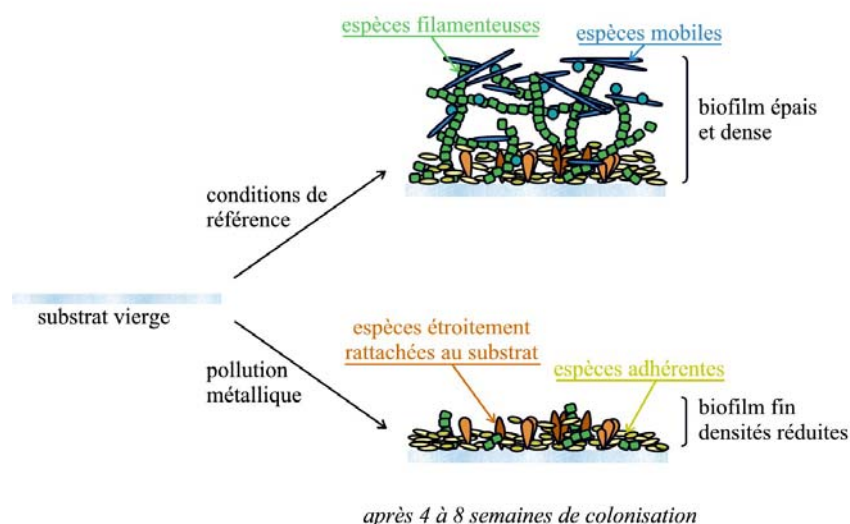 espèces filamenteuses
espèces mobiles
biofilm épais
et dense
conditions de
référence
substrat vierge
pollution
métallique
espèces étroitement
rattachées au substrat
espèces adhérentes
biofilm fin
densités réduites
après 4 à 8 semaines de colonisation